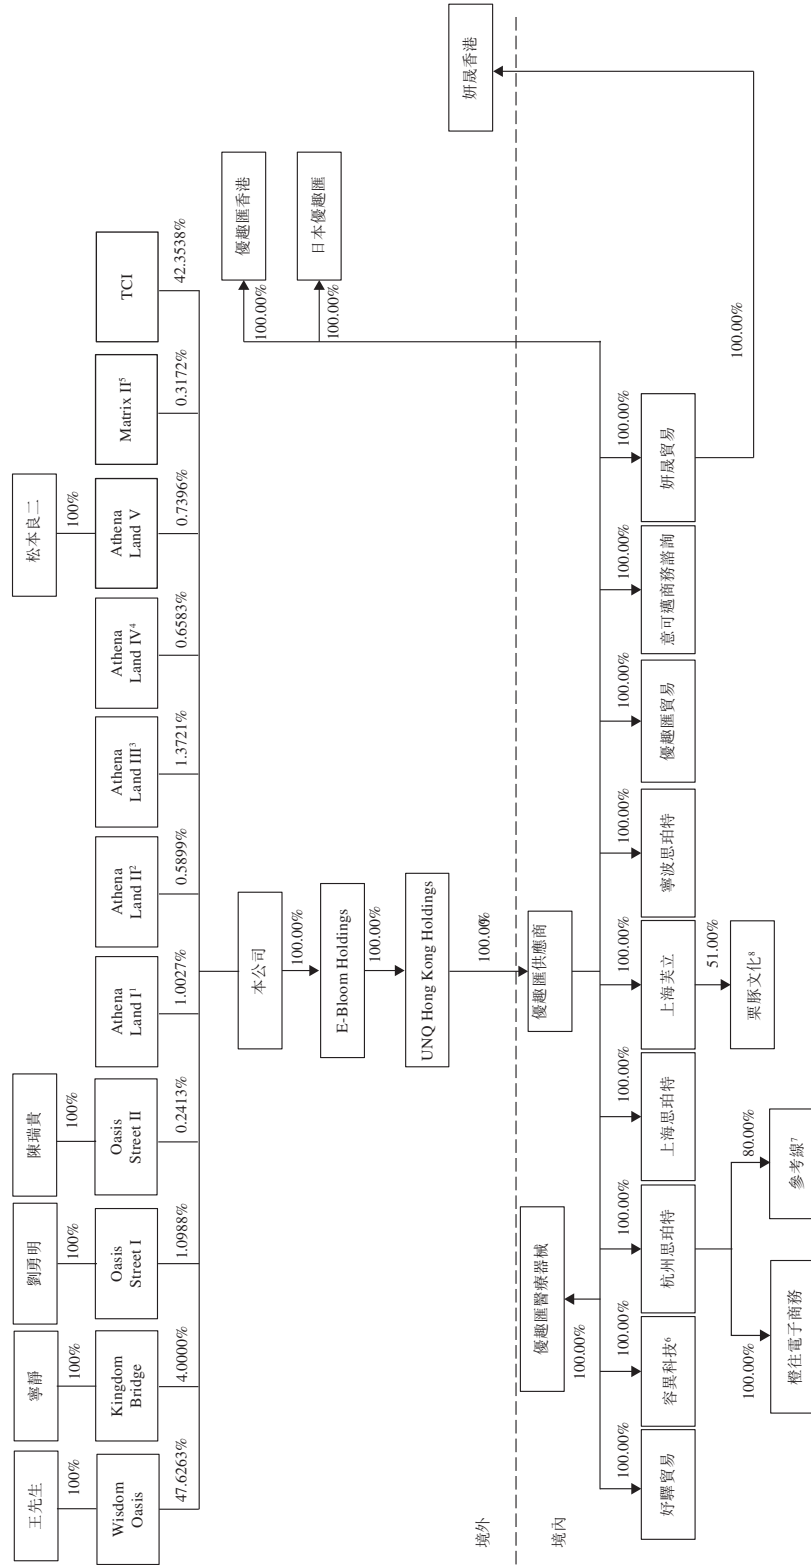 王先生
寧靜
劉勇明
陳瑞貴
松本良二
100%
100%
100%
100%
100%
Wisdom
Oasis
Kingdom
Bridge
Oasis
Street I
Oasis
Street II
Athena
Land I¹
Athena
Land II²
Athena
Land III³
Athena
Land IV⁴
Athena
Land V
Matrix II⁵
TCI
47.6263%
4.0000%
1.0988%
0.2413%
1.0027%
0.5899%
1.3721%
0.6583%
0.7396%
0.3172%
42.3538%
本公司
100.00%
E-Bloom Holdings
100.00%
UNQ Hong Kong Holdings
100.00%
優趣匯香港
100.00%
日本優趣匯
100.00%
妍晟香港
境外
境內
優趣匯供應商
優趣匯醫療器械
100.00%
100.00%
100.00%
100.00%
100.00%
100.00%
100.00%
100.00%
100.00%
100.00%
妤驛貿易
容異科技⁶
杭州思珀特
上海思珀特
上海芙立
寧波思珀特
優趣匯貿易
意可邁商務諮詢
妍晟貿易
100.00%
80.00%
51.00%
100.00%
橙往電子商務
參考線⁷
栗豚文化⁸